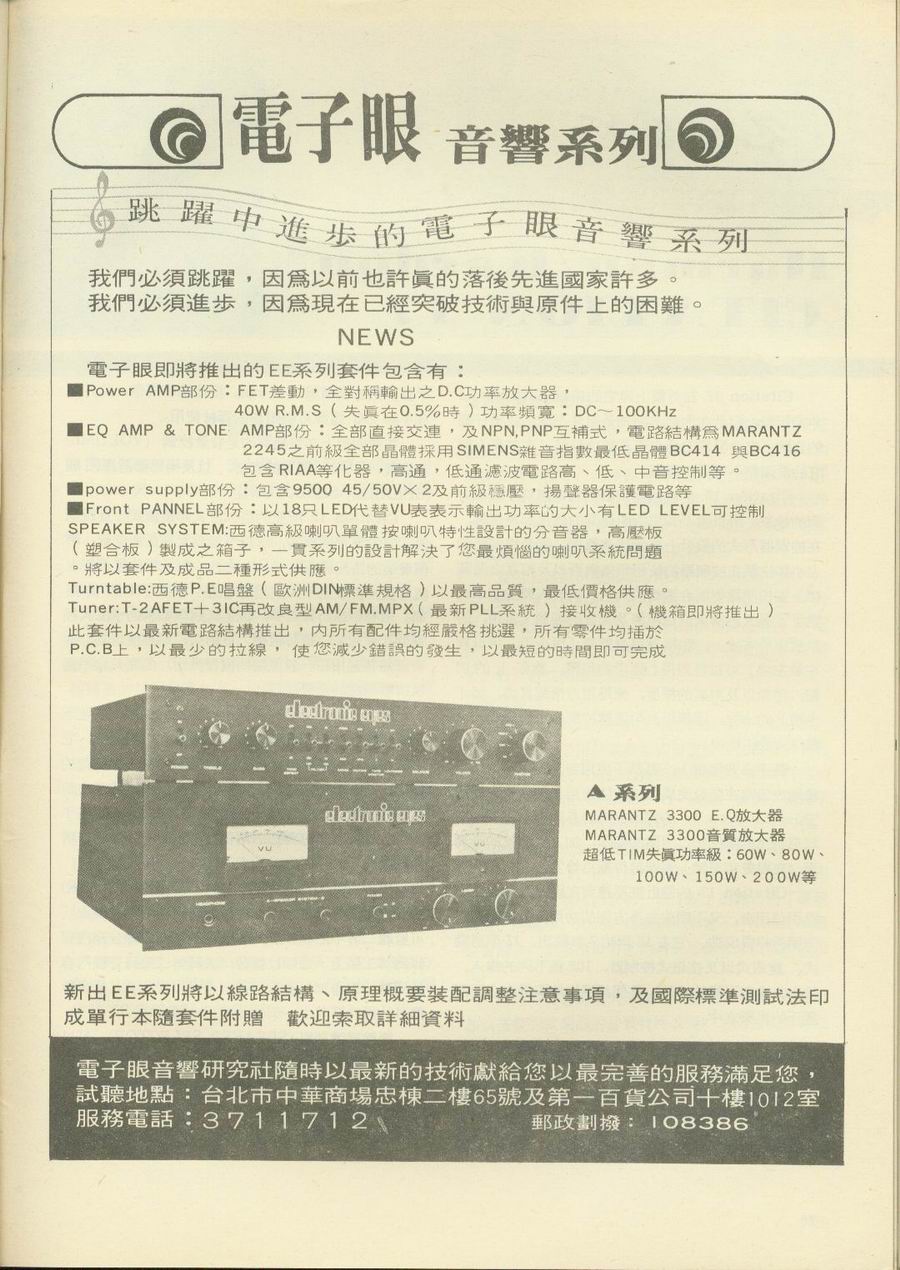 電子眼 音響系列
跳躍中進步的電子眼音響系列
我們必須跳躍，因爲以前也許眞的落後先進國家許多。
我們必須進步，因爲現在已經突破技術與原件上的困難。
NEWS
電子眼即將推出的EE系列套件包含有：
■Power AMP部份：FET差動，全對稱輸出之D.C功率放大器，
40W R.M.S（失眞在0.5%時）功率頻寬：DC～100KHz
■EQ AMP & TONE AMP部份：全部直接交連，及NPN,PNP互補式，電路結構爲MARANTZ
2245之前級全部晶體採用SIMENS雜音指數最低晶體BC414 與BC416
包含RIAA等化器，高通，低通濾波電路高、低、中音控制等。
■power supply部份：包含9500 45/50V×2及前級穩壓，揚聲器保護電路等
■Front PANNEL部份：以18只LED代替VU表表示輸出功率的大小有LED LEVEL可控制
SPEAKER SYSTEM:西德高級喇叭單體按喇叭特性設計的分音器，高壓板
（塑合板）製成之箱子，一貫系列的設計解決了您最煩惱的喇叭系統問題
。將以套件及成品二種形式供應。
Turntable:西德P.E唱盤（歐洲DIN標準規格）以最高品質，最低價格供應。
Tuner:T-2AFET＋3IC再改良型AM/FM.MPX（最新PLL系統）接收機。（機箱即將推出）
此套件以最新電路結構推出，內所有配件均經嚴格挑選，所有零件均插於
P.C.B上，以最少的拉線，使您減少錯誤的發生，以最短的時間即可完成
electronic eyes
electronic eyes
VU
VU
A 系列
MARANTZ 3300 E.Q放大器
MARANTZ 3300音質放大器
超低TIM失眞功率級：60W、80W、
100W、150W、200W等
新出EE系列將以線路結構、原理概要裝配調整注意事項，及國際標準測試法印
成單行本隨套件附贈 歡迎索取詳細資料
電子眼音響研究社隨時以最新的技術獻給您以最完善的服務滿足您，
試聽地點：台北市中華商場忠棟二樓65號及第一百貨公司十樓1012室
服務電話：3711712 郵政劃撥：108386